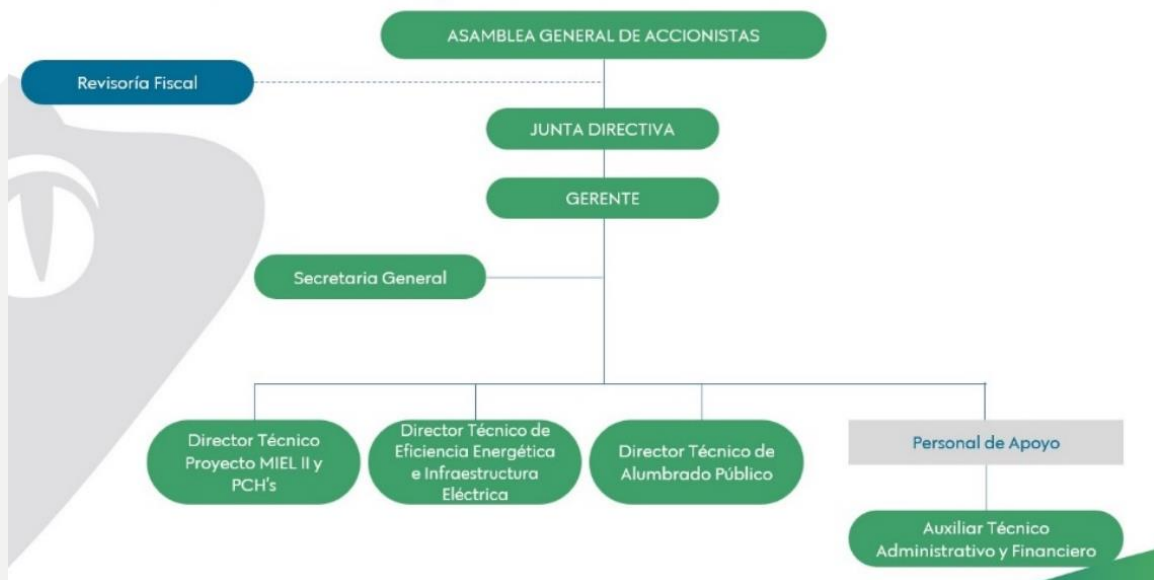 ASAMBLEA GENERAL DE ACCIONISTAS
Revisoría Fiscal
JUNTA DIRECTIVA
GERENTE
Secretaria General
Director Técnico
Proyecto MIEL II y
PCH's
Director Técnico de
Eficiencia Energética
e Infraestructura
Eléctrica
Director Técnico de
Alumbrado Público
Personal de Apoyo
Auxiliar Técnico
Administrativo y Financiero